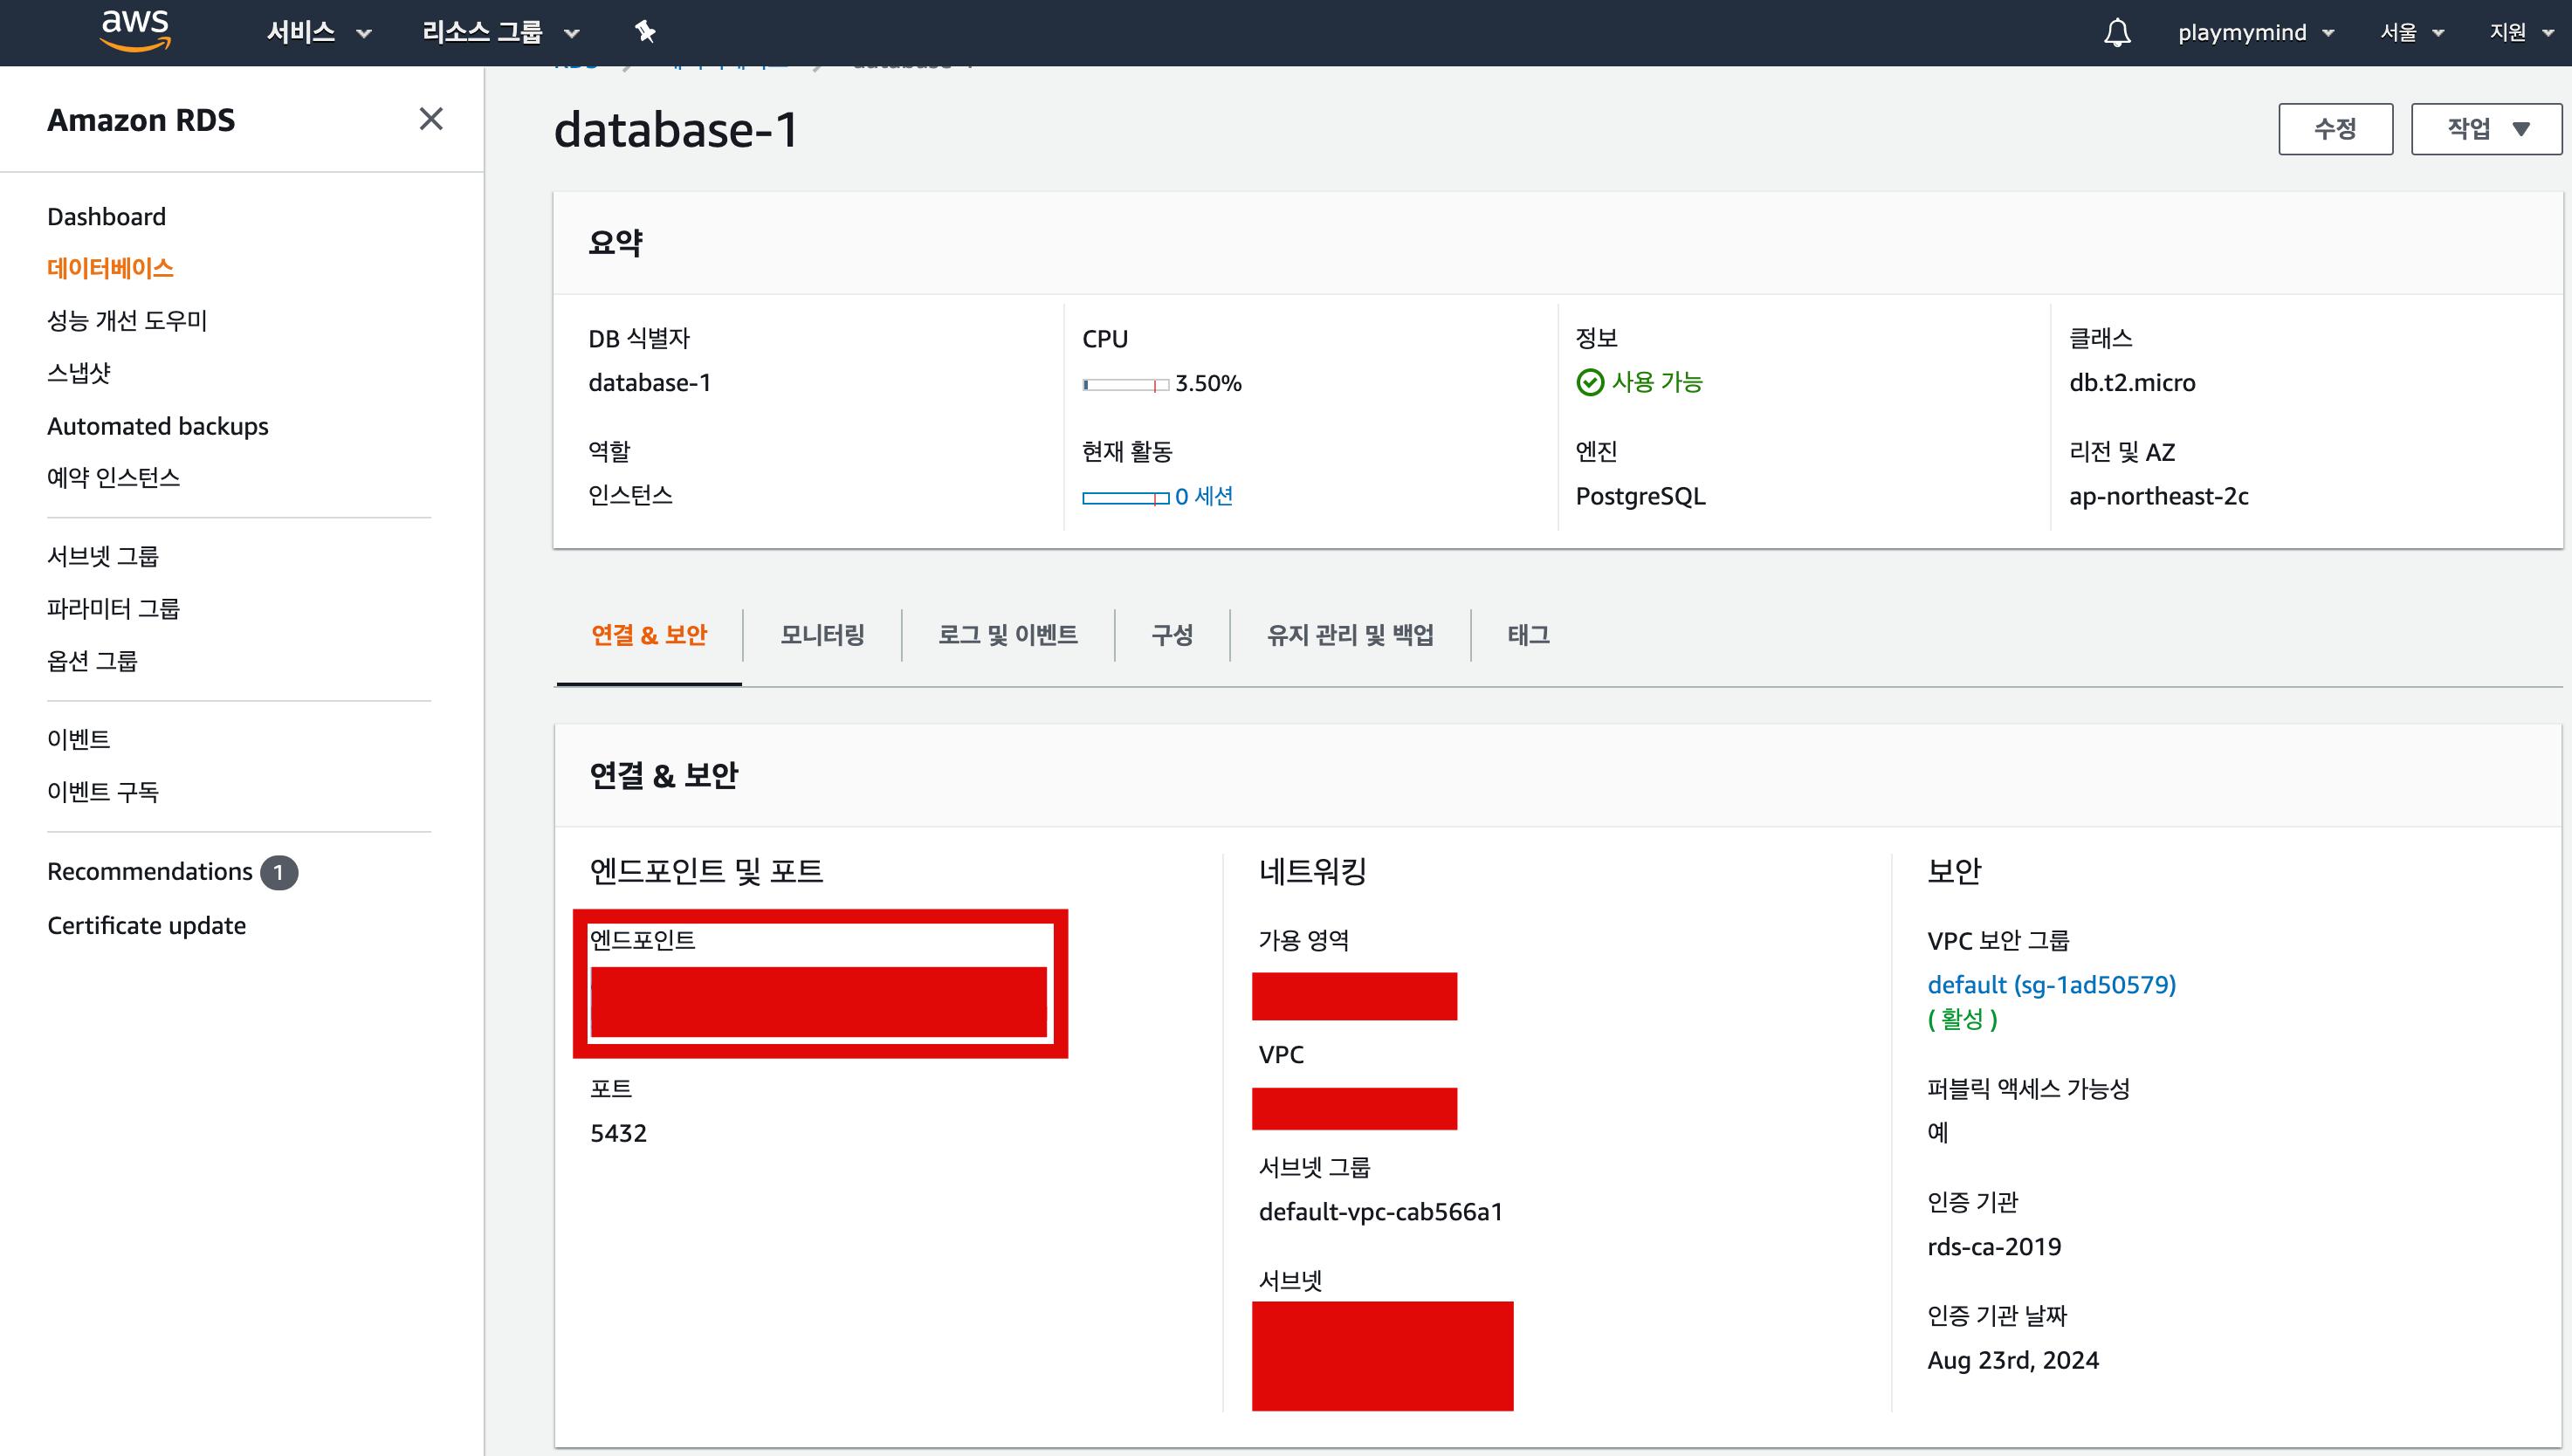 aws
서비스
리소스 그룹
playmymind
서울
지원
Amazon RDS
Dashboard
데이터베이스
성능 개선 도우미
스냅샷
Automated backups
예약 인스턴스
서브넷 그룹
파라미터 그룹
옵션 그룹
이벤트
이벤트 구독
Recommendations 1
Certificate update
database-1
수정
작업
요약
DB 식별자
database-1
CPU
3.50%
정보
사용 가능
클래스
db.t2.micro
역할
인스턴스
현재 활동
0 세션
엔진
PostgreSQL
리전 및 AZ
ap-northeast-2c
연결 & 보안
모니터링
로그 및 이벤트
구성
유지 관리 및 백업
태그
연결 & 보안
엔드포인트 및 포트
엔드포인트
포트
5432
네트워킹
가용 영역
VPC
서브넷 그룹
default-vpc-cab566a1
서브넷
보안
VPC 보안 그룹
default (sg-1ad50579)
( 활성 )
퍼블릭 액세스 가능성
예
인증 기관
rds-ca-2019
인증 기관 날짜
Aug 23rd, 2024